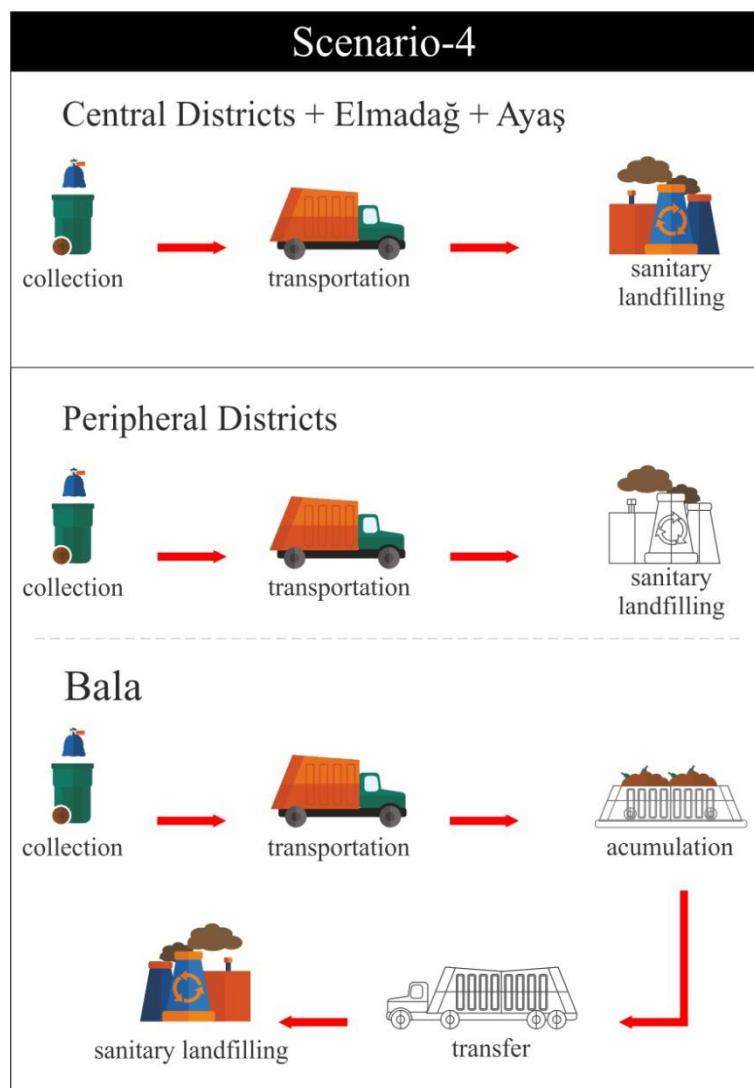 Scenario-4
Central Districts + Elmadağ + Ayaş
collection
transportation
sanitary
landfilling
Peripheral Districts
collection
transportation
sanitary
landfilling
Bala
collection
transportation
acumulation
sanitary landfilling
transfer